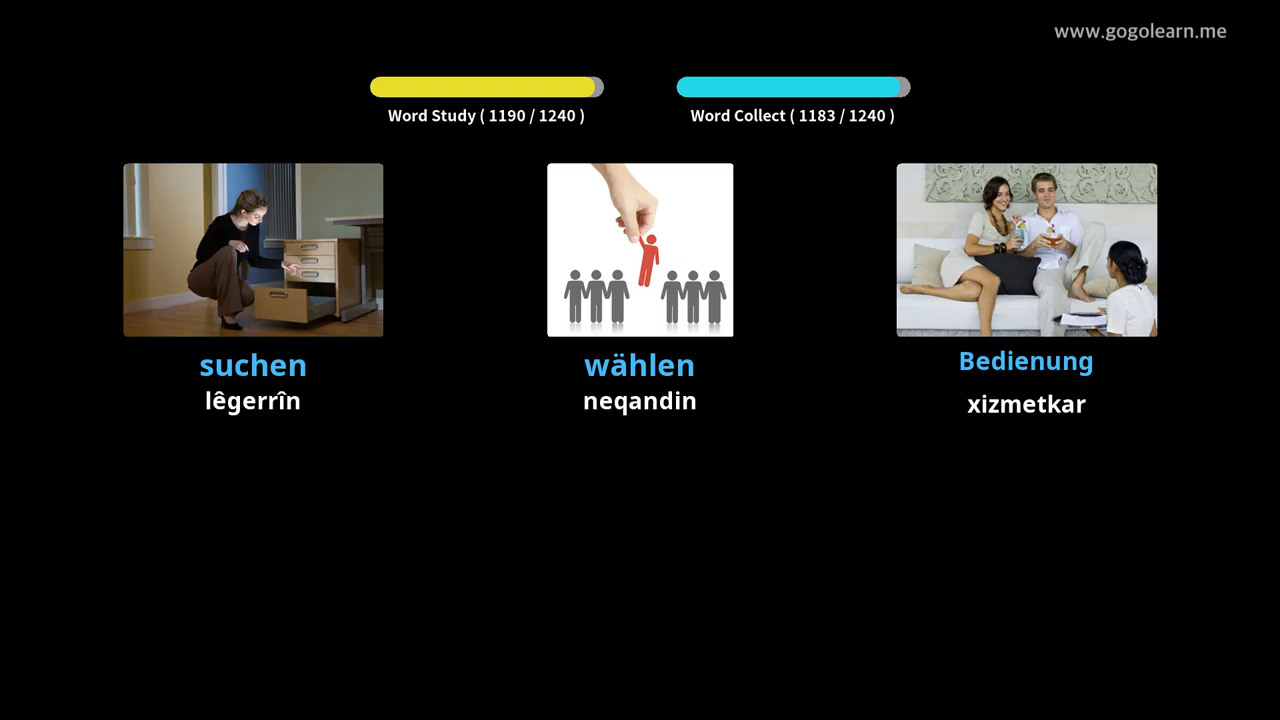 www.gogolearn.me
Word Study ( 1190 / 1240 )
Word Collect ( 1183 / 1240 )
suchen
lêgerrîn
wählen
neqandin
Bedienung
xizmetkar